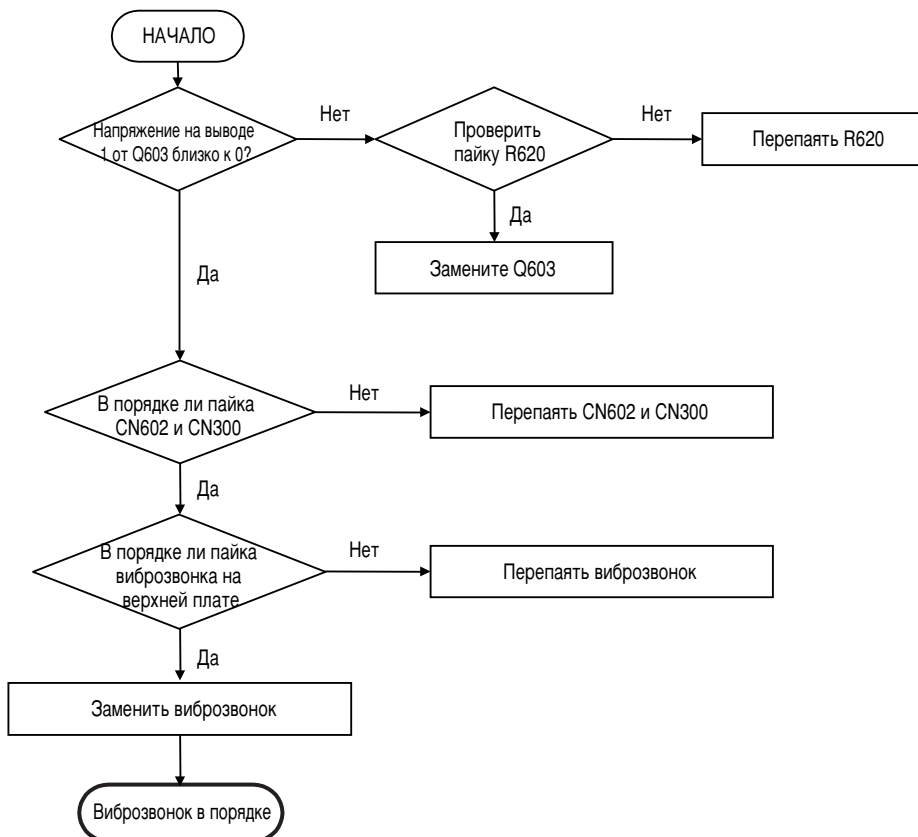 НАЧАЛО
Напряжение на выводе
1 от Q603 близко к 0?
Нет
Проверить
пайку R620
Нет
Перепаять R620
Да
Замените Q603
Да
В порядке ли пайка
CN602 и CN300
Нет
Перепаять CN602 и CN300
Да
В порядке ли пайка
виброзвонка на
верхней плате
Нет
Перепаять виброзвонок
Да
Заменить виброзвонок
Виброзвонок в порядке